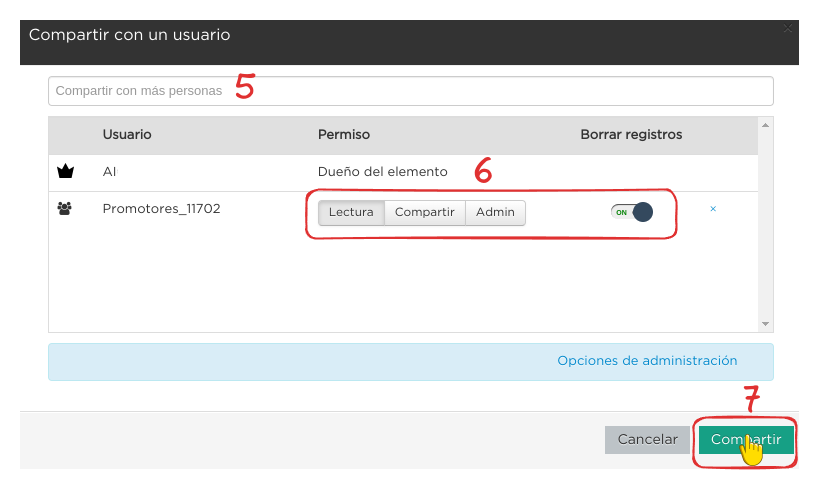 Compartir con un usuario
Compartir con más personas 5
Usuario Permiso Borrar registros
Al Dueño del elemento 6
Promotores_11702 Lectura Compartir Admin ON ×
Opciones de administración
7
Cancelar Compartir